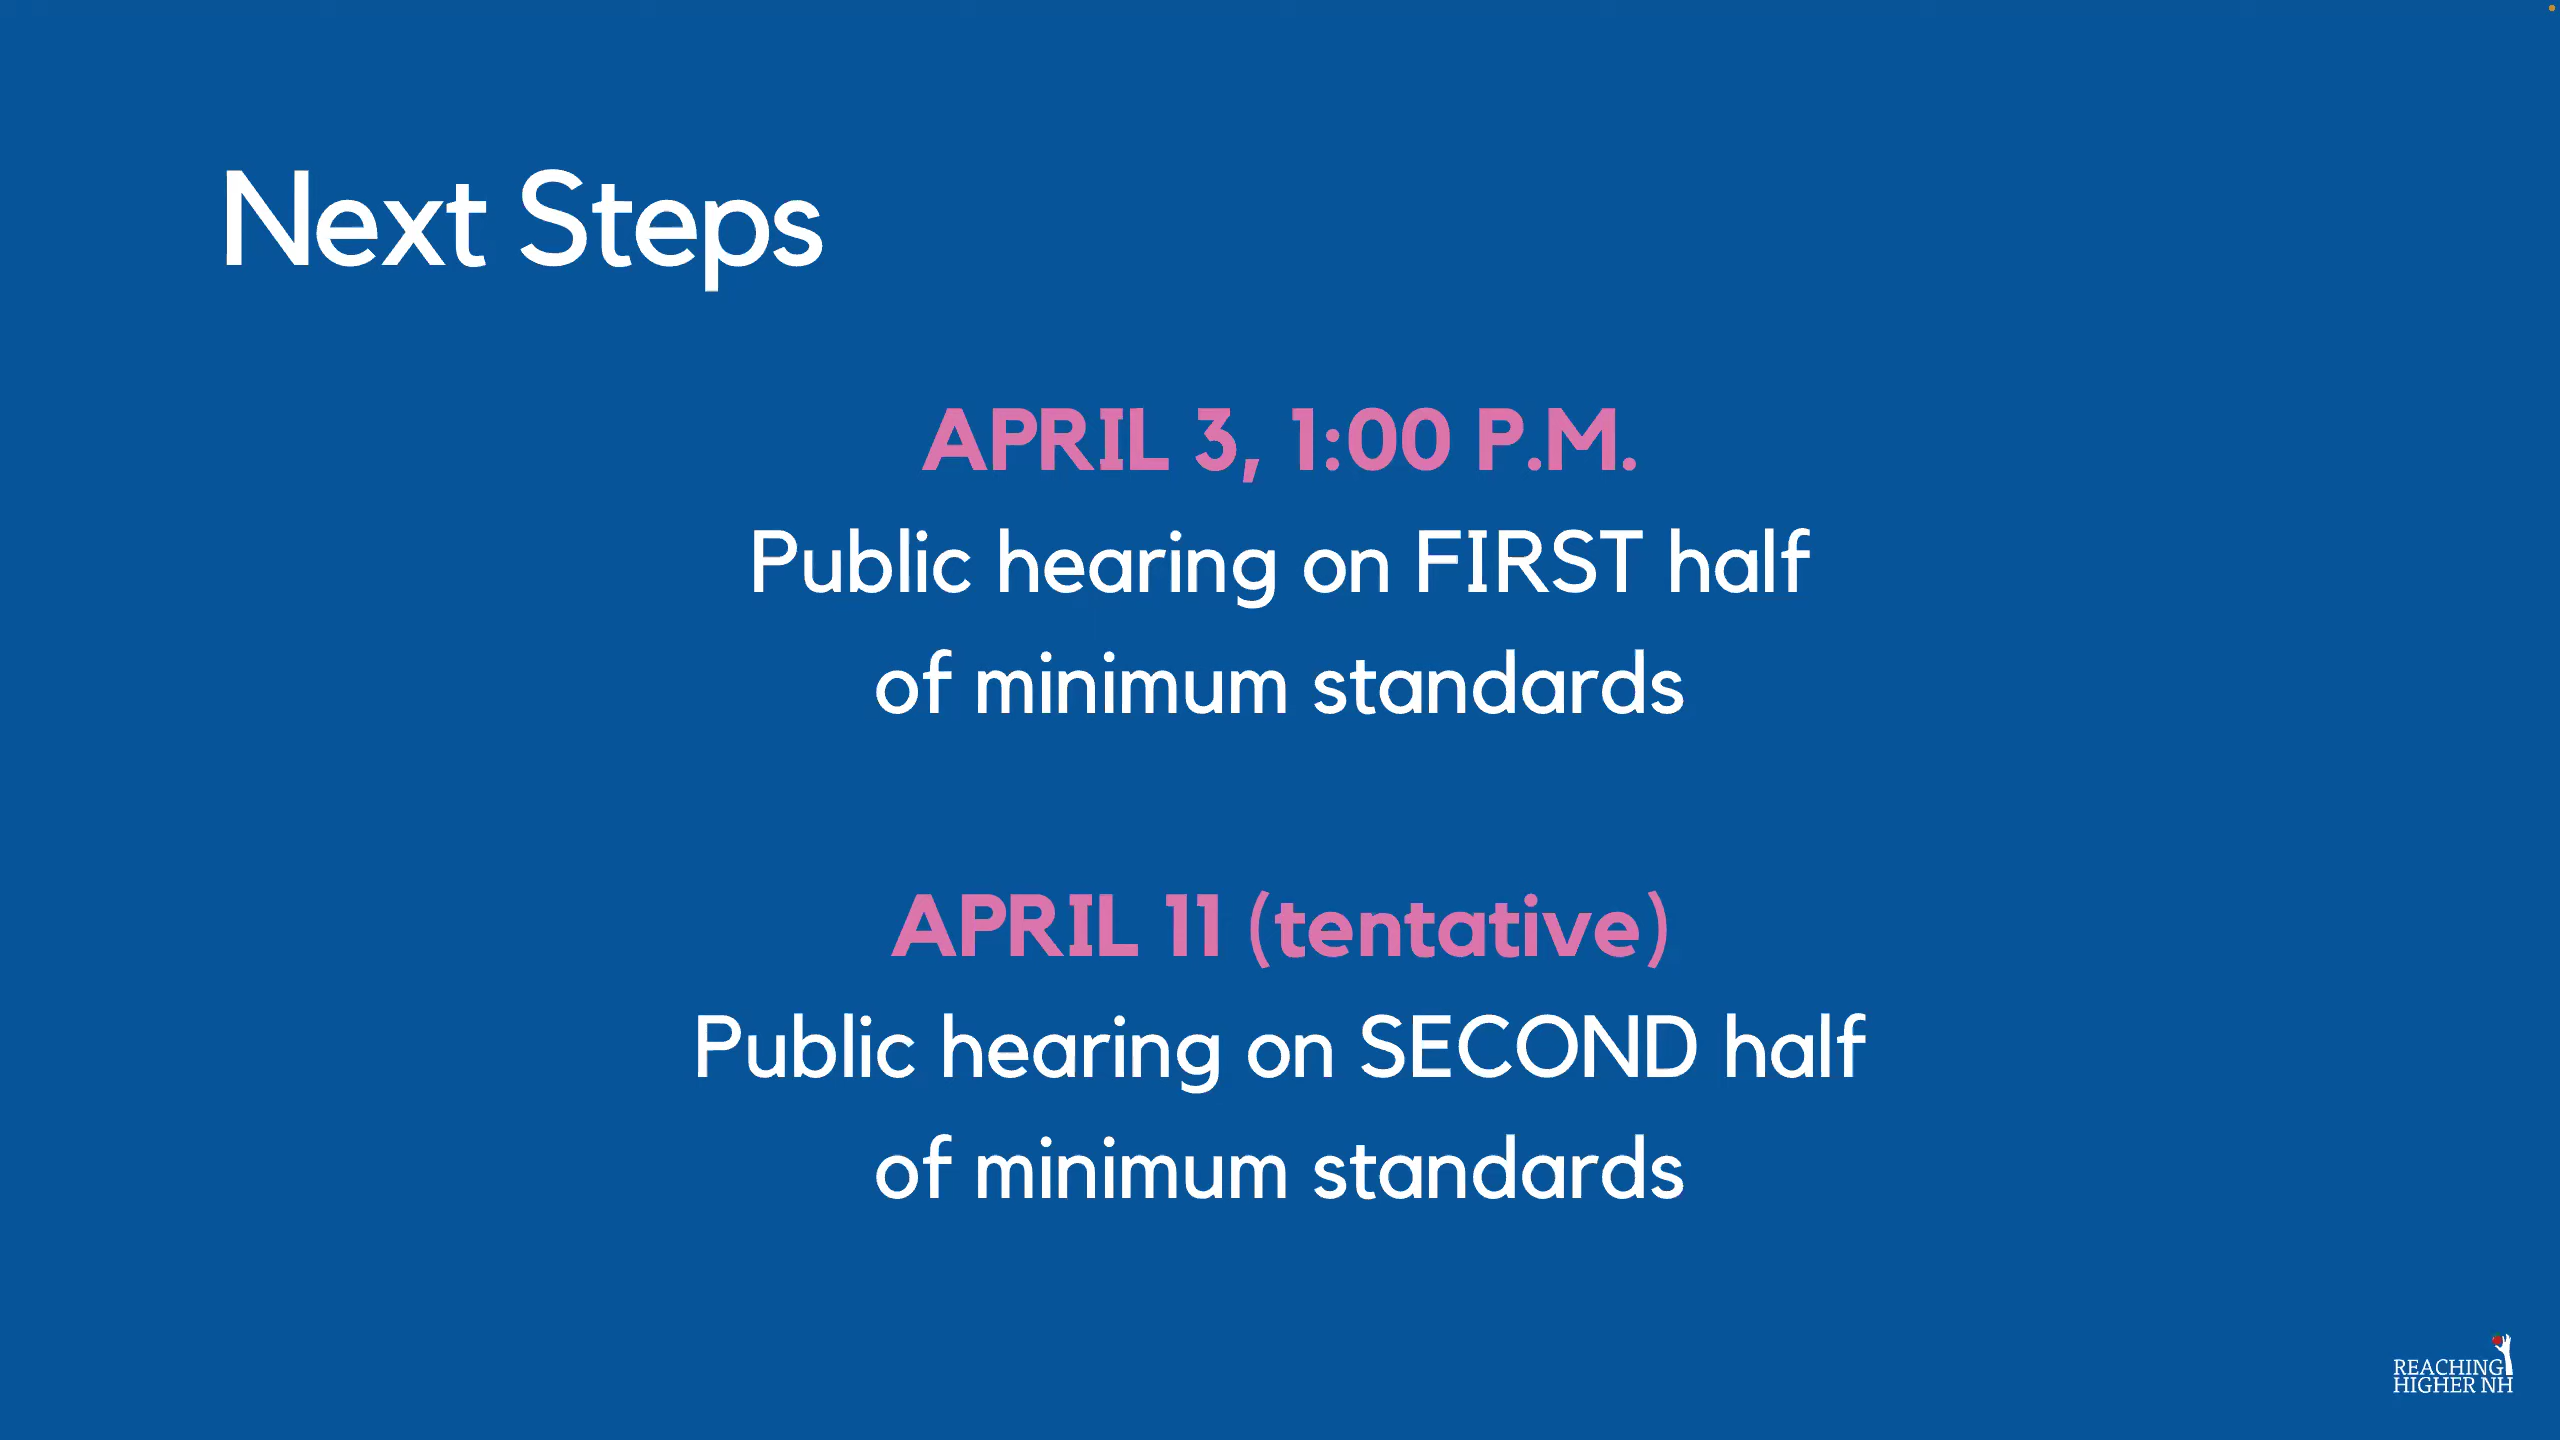 Next Steps
APRIL 3, 1:00 P.M.
Public hearing on FIRST half
of minimum standards
APRIL 11 (tentative)
Public hearing on SECOND half
of minimum standards
REACHING
HIGHER NH